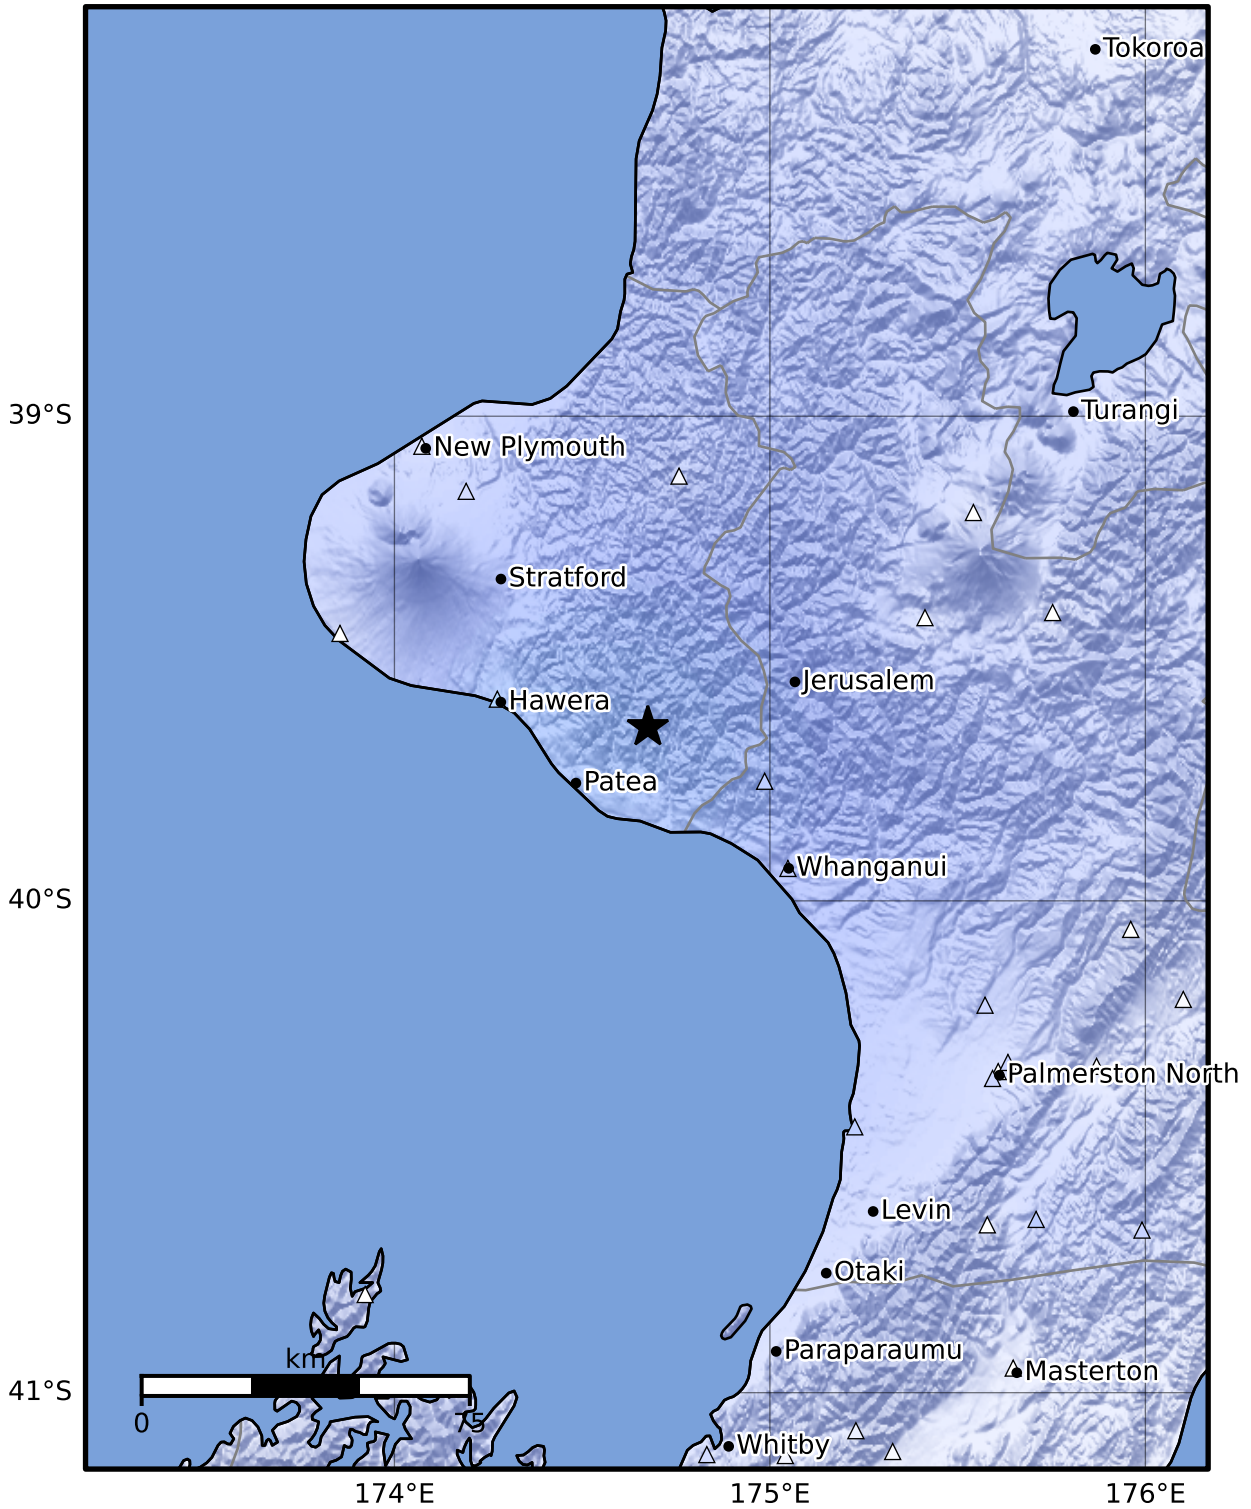 Tokoroa
39°S
Turangi
New Plymouth
Stratford
Jerusalem
Hawera
Patea
Whanganui
40°S
Palmerston North
Levin
Otaki
km
Paraparaumu
Masterton
41°S
0
75
Whitby
174°E
175°E
176°E